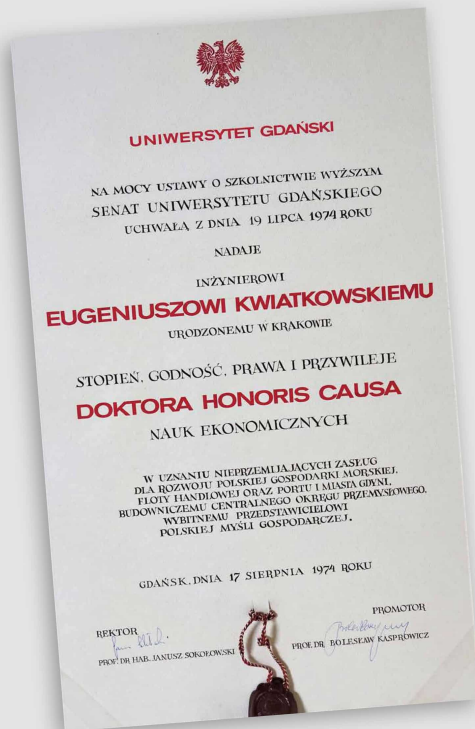 UNIWERSYTET GDAŃSKI
NA MOCY USTAWY O SZKOLNICTWIE WYŻSZYM
SENAT UNIWERSYTETU GDAŃSKIEGO
UCHWAŁĄ Z DNIA 19 LIPCA 1974 ROKU
NADAJE
INŻYNIEROWI
EUGENIUSZOWI KWIATKOWSKIEMU
URODZONEMU W KRAKOWIE
STOPIEŃ, GODNOŚĆ, PRAWA I PRZYWILEJE
DOKTORA HONORIS CAUSA
NAUK EKONOMICZNYCH
W UZNANIU NIEPRZEMIJAJĄCYCH ZASŁUG
DLA ROZWOJU POLSKIEJ GOSPODARKI MORSKIEJ,
FLOTY HANDLOWEJ ORAZ PORTU I MIASTA GDYNI,
BUDOWNICZEMU CENTRALNEGO OKRĘGU PRZEMYSŁOWEGO,
WYBITNEMU PRZEDSTAWICIELOWI
POLSKIEJ MYŚLI GOSPODARCZEJ.
GDAŃSK, DNIA 17 SIERPNIA 1974 ROKU
REKTOR
PROF. DR HAB. JANUSZ SOKOŁOWSKI
PROMOTOR
PROF. DR BOLESŁAW KASPROWICZ